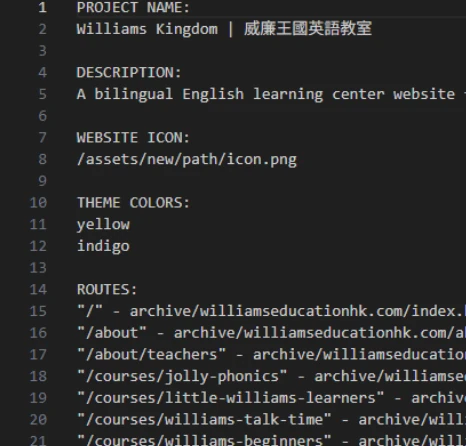 1 PROJECT NAME:
2 Williams Kingdom | 威廉王國英語教室
3
4 DESCRIPTION:
5 A bilingual English learning center website
6
7 WEBSITE ICON:
8 /assets/new/path/icon.png
9
10 THEME COLORS:
11 yellow
12 indigo
13
14 ROUTES:
15 "/" - archive/williamseducationhk.com/index.
16 "/about" - archive/williamseducationhk.com/
17 "/about/teachers" - archive/williamseducation
18 "/courses/jolly-phonics" - archive/williamsed
19 "/courses/little-williams-learners" - archive
20 "/courses/williams-talk-time" - archive/will
21 "/courses/williams-beginners" - archive/will